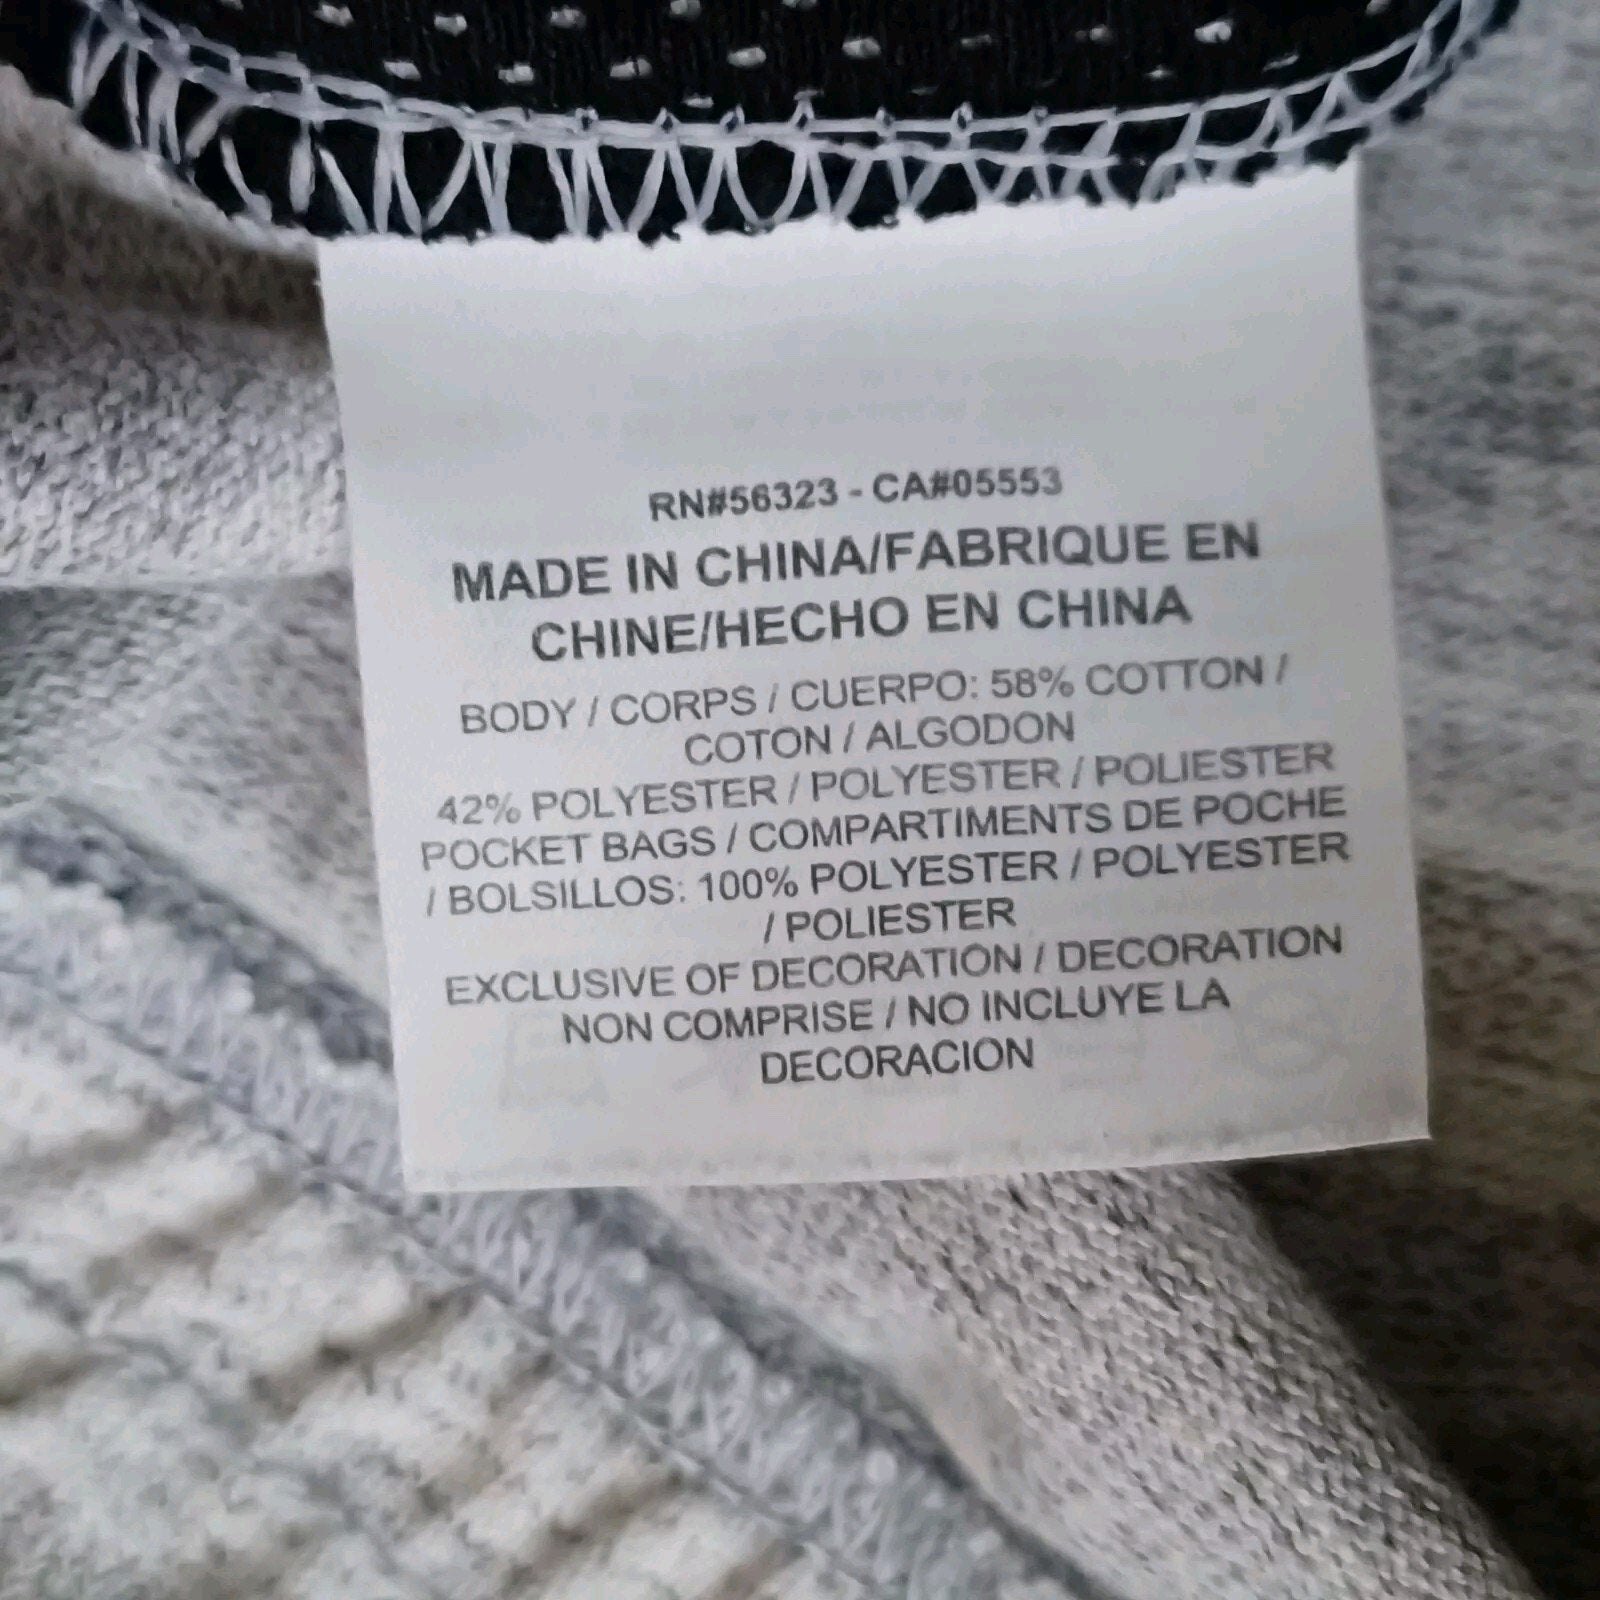 RN#56323 - CA#05553
MADE IN CHINA/FABRIQUE EN
CHINE/HECHO EN CHINA
BODY / CORPS / CUERPO: 58% COTTON /
COTON / ALGODON
42% POLYESTER / POLYESTER / POLIESTER
POCKET BAGS / COMPARTIMENTS DE POCHE
/ BOLSILLOS: 100% POLYESTER / POLYESTER
/ POLIESTER
EXCLUSIVE OF DECORATION / DECORATION
NON COMPRISE / NO INCLUYE LA
DECORACION